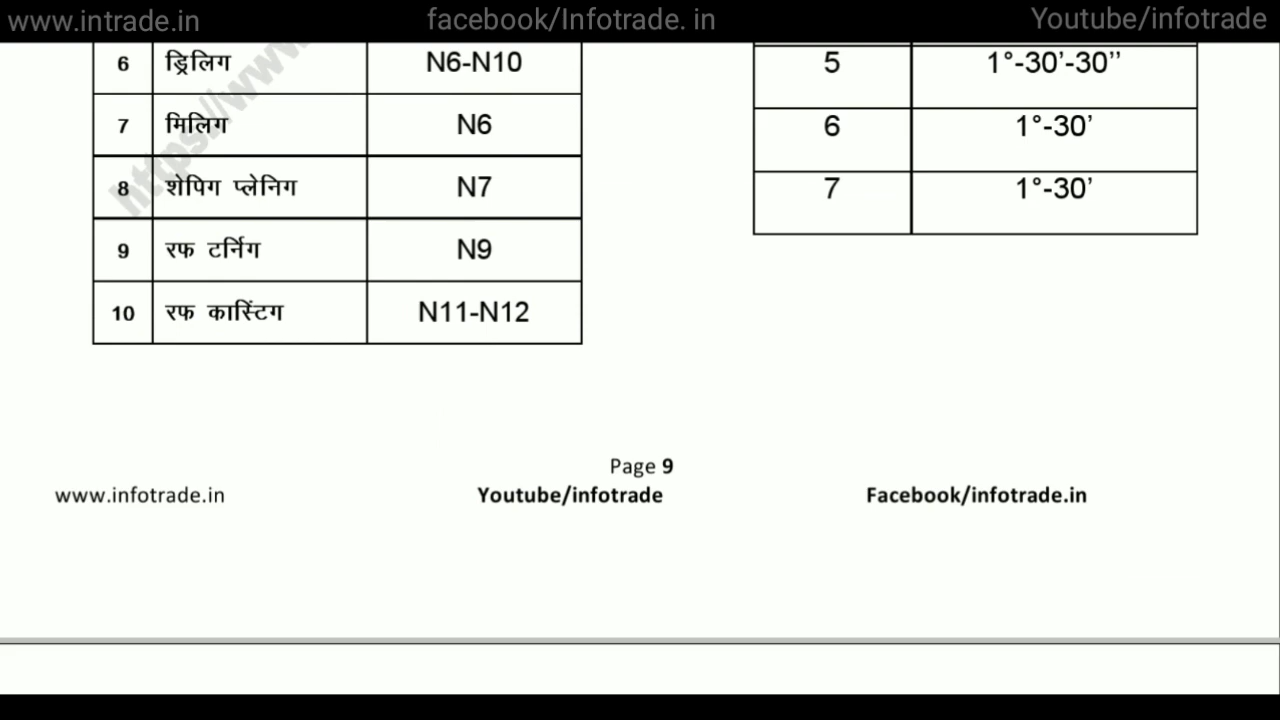 www.intrade.in facebook/Infotrade. in Youtube/infotrade
6 ड्रिलिग N6-N10
7 मिलिग N6
8 शेपिग प्लेनिग N7
9 रफ टर्निग N9
10 रफ कास्टिंग N11-N12
5 1°-30’-30’’
6 1°-30’
7 1°-30’
https://www.
Page 9
www.infotrade.in Youtube/infotrade Facebook/infotrade.in